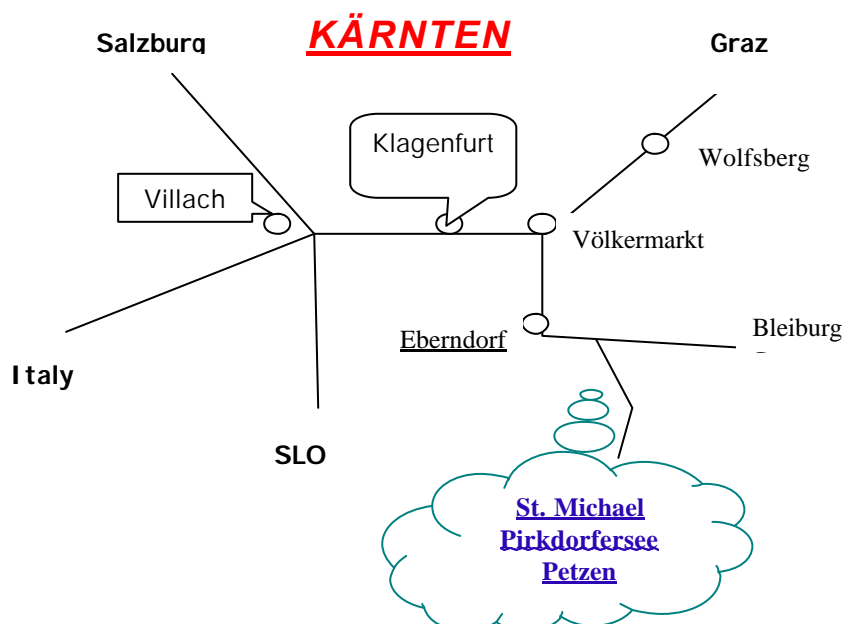 KÄRNTEN
Salzburg
Graz
Klagenfurt
Wolfsberg
Villach
Völkermarkt
Bleiburg
Eberndorf
Italy
SLO
St. Michael
Pirkdorfersee
Petzen